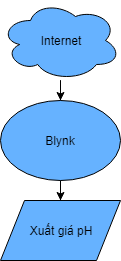 Internet
Blynk
Xuất giá pH